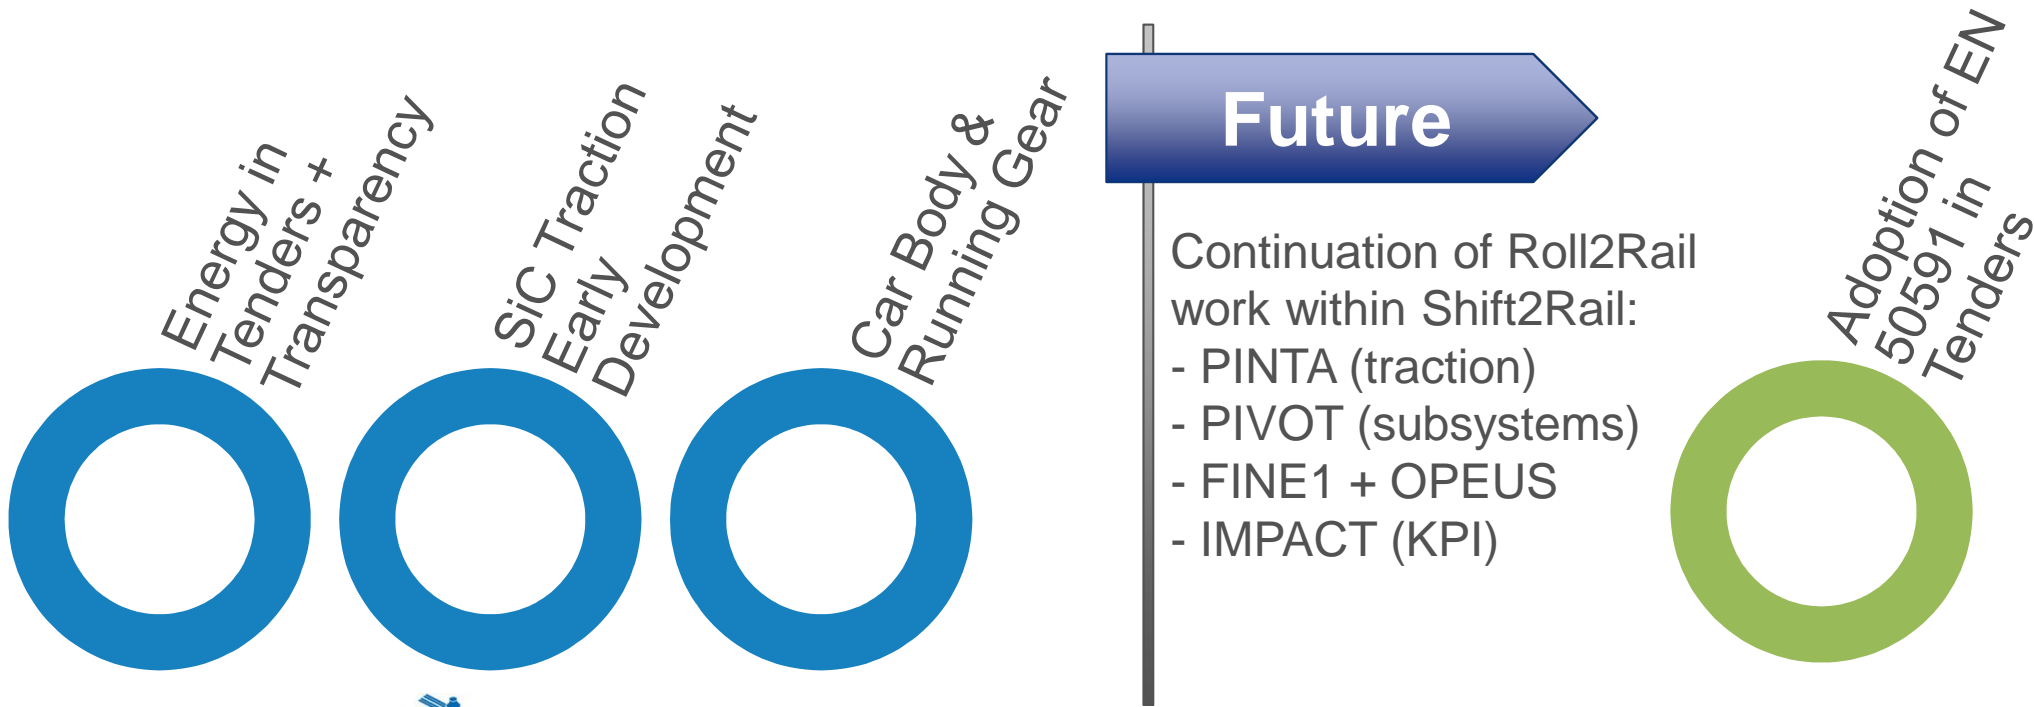 Energy in
Tenders +
Transparency
SiC Traction
Early
Development
Car Body &
Running Gear
Future
Continuation of Roll2Rail
work within Shift2Rail:
- PINTA (traction)
- PIVOT (subsystems)
- FINE1 + OPEUS
- IMPACT (KPI)
Adoption of EN
50591 in
Tenders